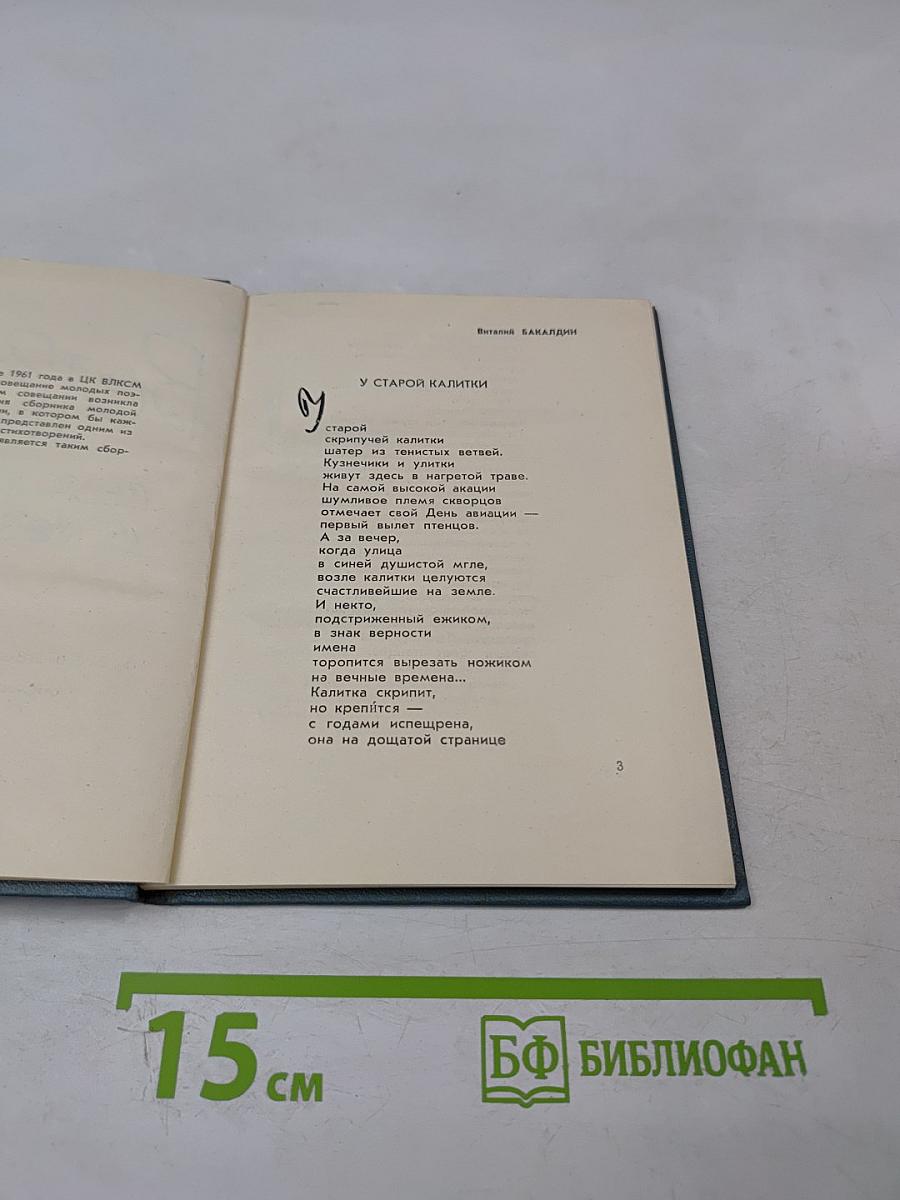 е 1961 года в ЦК ВЛКСМ
овещание молодых поэ-
м совещании возникла
ия сборника молодой
и, в котором бы каж-
представлен одним из
стихотворений.
является таким сбор-
Виталий БАКАЛДИН
У СТАРОЙ КАЛИТКИ
У старой
скрипучей калитки
шатер из тенистых ветвей.
Кузнечики и улитки
живут здесь в нагретой траве.
На самой высокой акации
шумливое племя скворцов
отмечает свой День авиации —
первый вылет птенцов.
А за вечер,
когда улица
в синей душистой мгле,
возле калитки целуются
счастливейшие на земле.
И некто,
подстриженный ежиком,
в знак верности
имена
торопится вырезать ножиком
на вечные времена...
Калитка скрипит,
но крепи́тся —
с годами испещрена,
она на дощатой странице
3
15 см
БФ БИБЛИОФАН